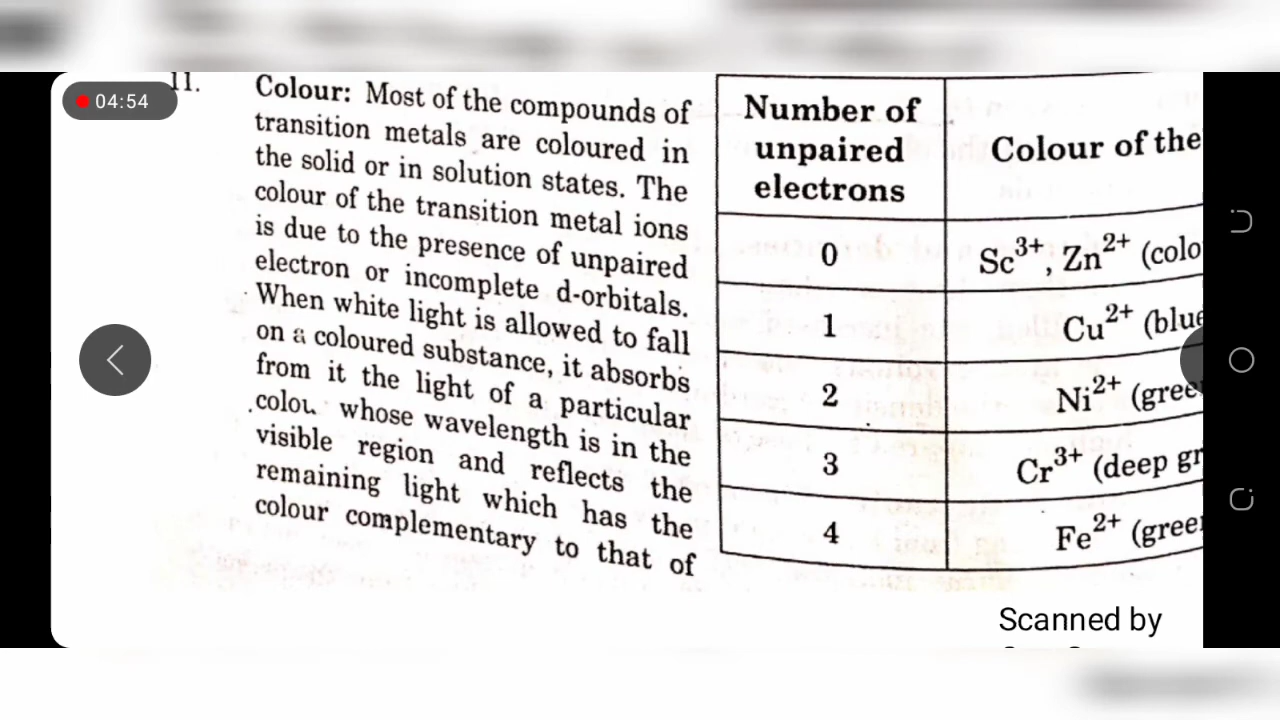 04:54
11.
Colour: Most of the compounds of
transition metals are coloured in
the solid or in solution states. The
colour of the transition metal ions
is due to the presence of unpaired
electron or incomplete d-orbitals.
When white light is allowed to fall
on a coloured substance, it absorbs
from it the light of a particular
whose wavelength is in the
visible region and reflects the
remaining light which has the
colour complementary to that of
Number of
unpaired
electrons
Colour of the
0
Sc³⁺, Zn²⁺ (colo
1
Cu²⁺ (blue
2
Ni²⁺ (gree
3
Cr³⁺ (deep gr
4
Fe²⁺ (gree
Scanned by